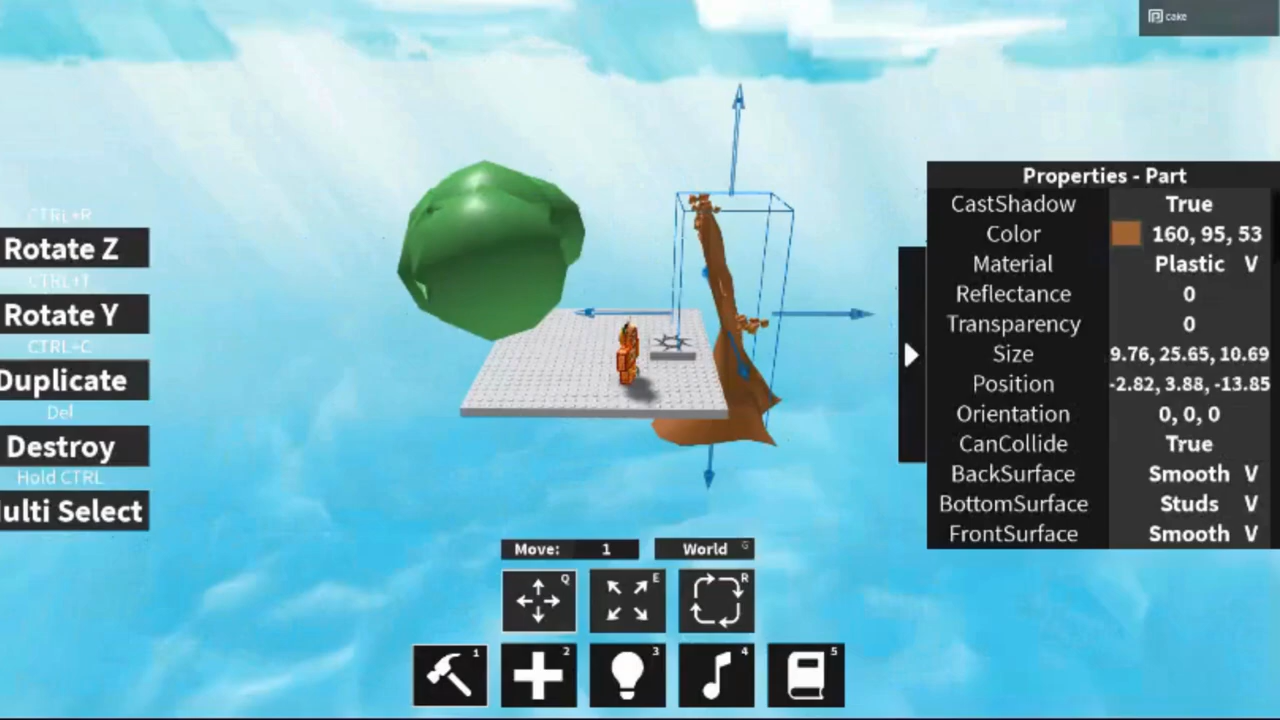 cake
CTRL+R
Rotate Z
CTRL+T
Rotate Y
CTRL+C
Duplicate
Del
Destroy
Hold CTRL
ulti Select
Properties - Part
CastShadow True
Color 160, 95, 53
Material Plastic V
Reflectance 0
Transparency 0
Size 9.76, 25.65, 10.69
Position -2.82, 3.88, -13.85
Orientation 0, 0, 0
CanCollide True
BackSurface Smooth V
BottomSurface Studs V
FrontSurface Smooth V
Move: 1 World G
Q E R
1 2 3 4 5